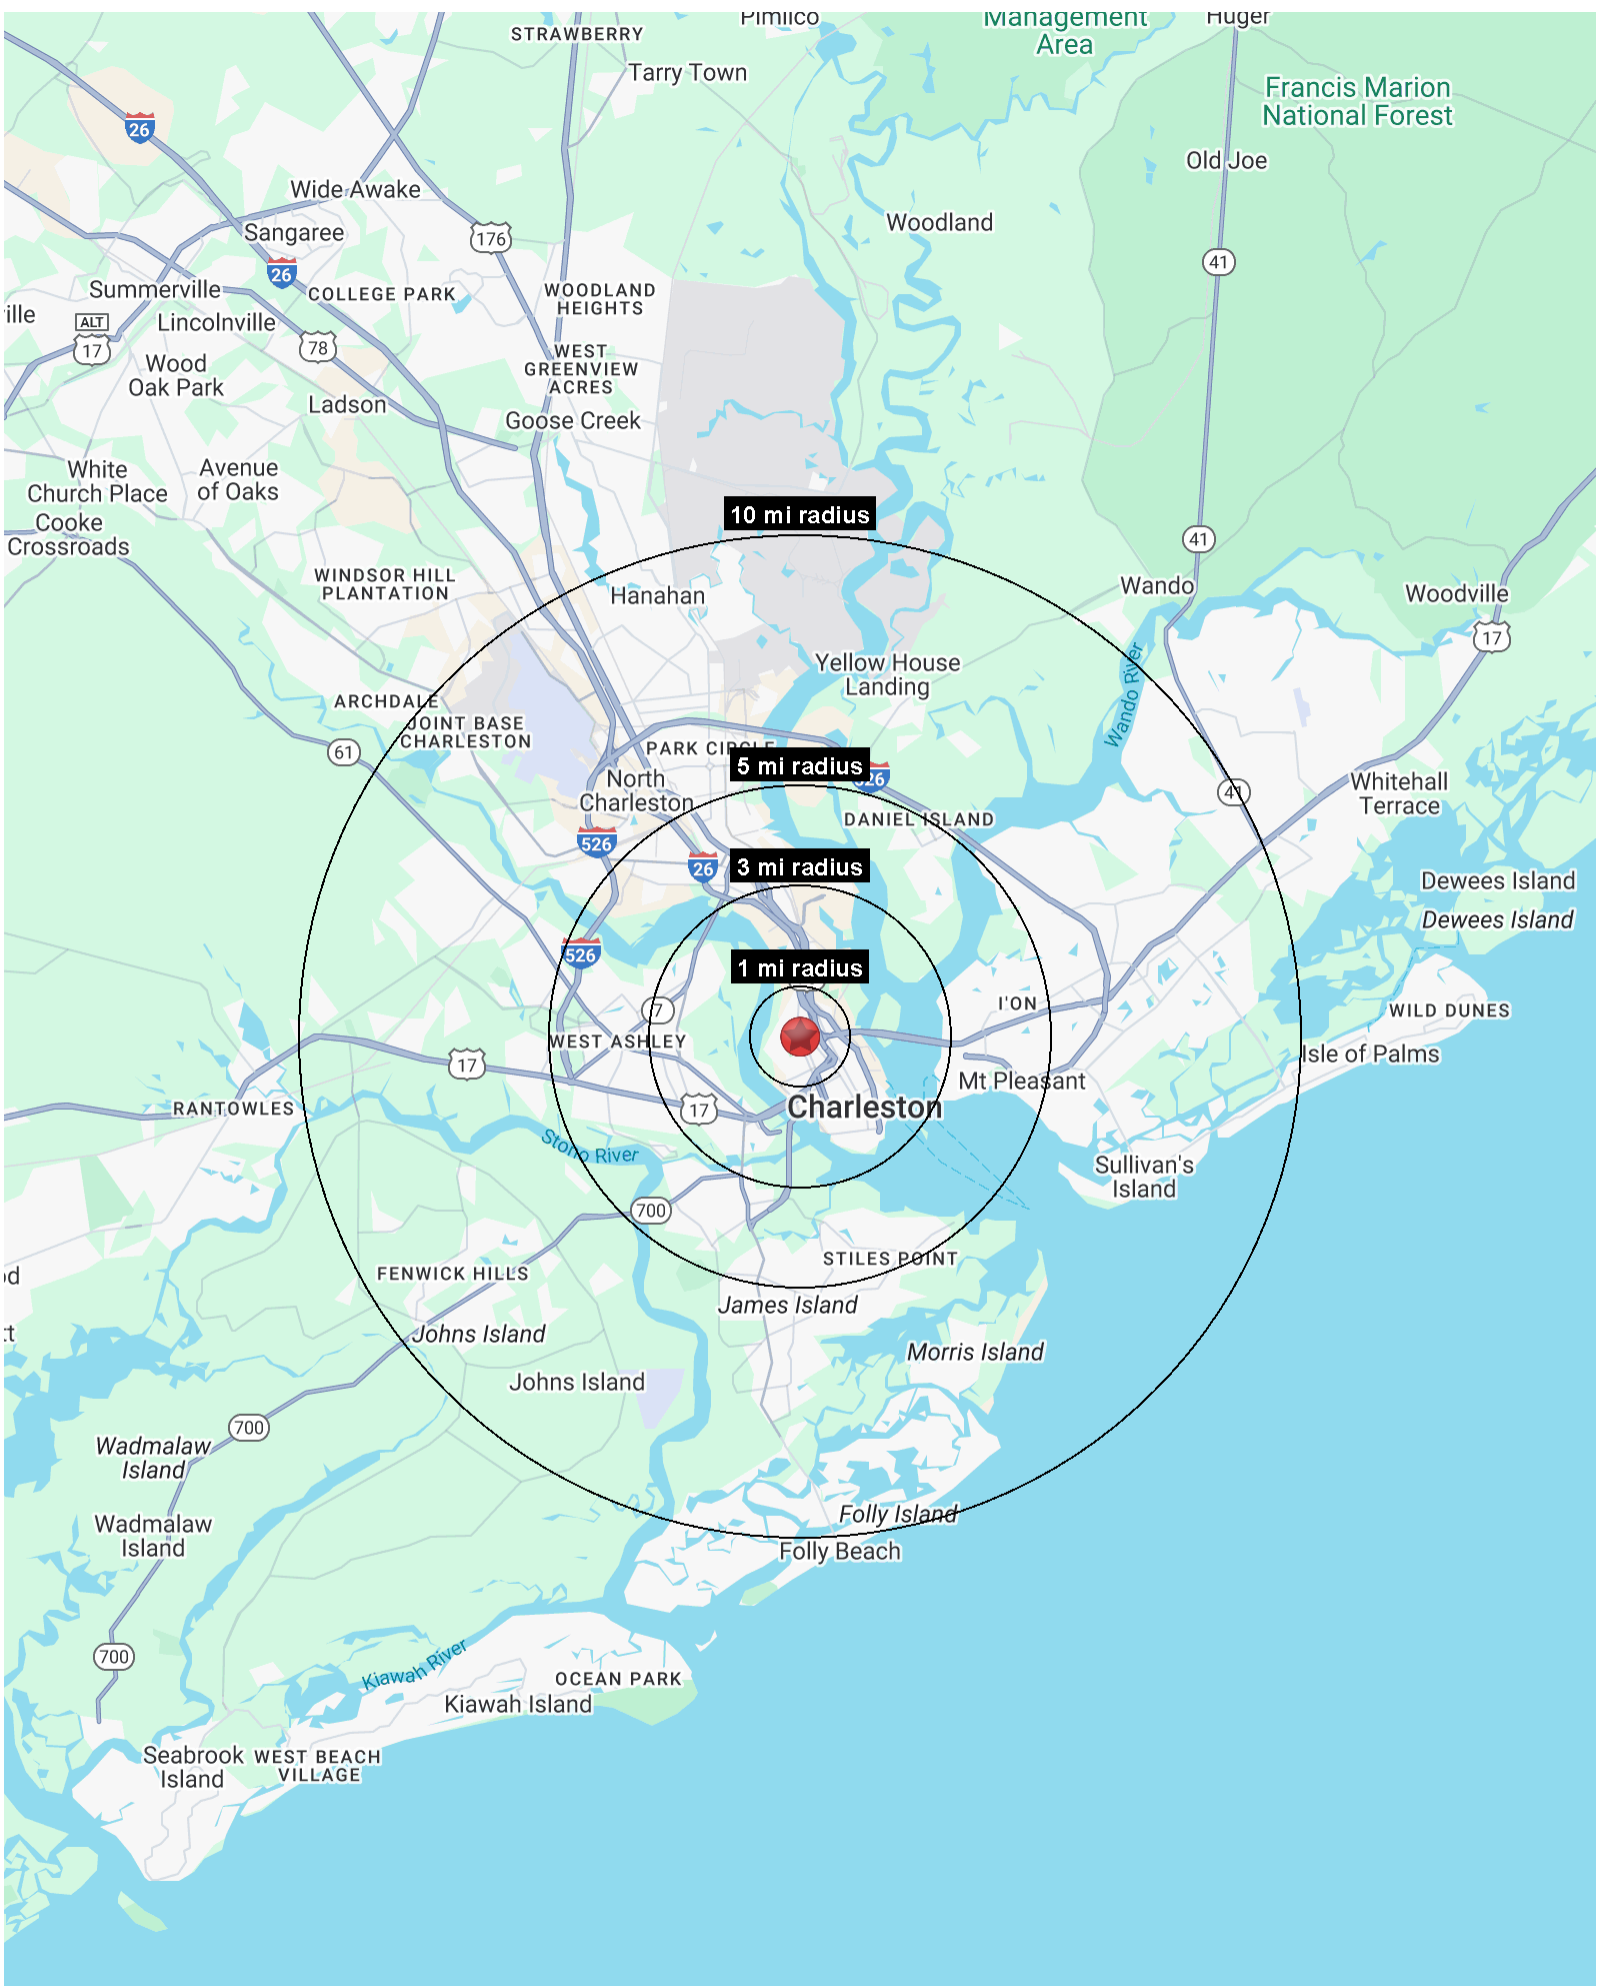 Pimlico
Management
Area
Huger
STRAWBERRY
Tarry Town
Francis Marion
National Forest
26
Old Joe
Wide Awake
Woodland
Sangaree
176
41
26
Summerville
COLLEGE PARK
WOODLAND
HEIGHTS
ville
ALT
17
Lincolnville
78
WEST
GREENVIEW
ACRES
Wood
Oak Park
Ladson
Goose Creek
White
Church Place
Avenue
of Oaks
Cooke
Crossroads
10 mi radius
41
WINDSOR HILL
PLANTATION
Hanahan
Wando
Woodville
17
Yellow House
Landing
Wando River
ARCHDALE
JOINT BASE
CHARLESTON
61
PARK CIRCLE
5 mi radius
526
North
Charleston
41
Whitehall
Terrace
DANIEL ISLAND
526
26
3 mi radius
Dewees Island
Dewees Island
526
1 mi radius
7
I'ON
WILD DUNES
WEST ASHLEY
Isle of Palms
17
Mt Pleasant
RANTOWLES
17
Charleston
Stono River
Sullivan's
Island
700
STILES POINT
FENWICK HILLS
James Island
Johns Island
Morris Island
Johns Island
700
Wadmalaw
Island
Folly Island
Wadmalaw
Island
Folly Beach
700
Kiawah River
OCEAN PARK
Kiawah Island
Seabrook
Island
WEST BEACH
VILLAGE